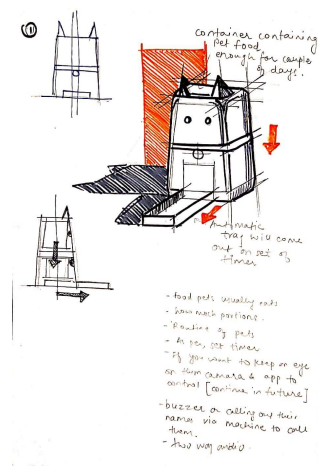 1
container containing
pet food
enough for couple
of days.
Automatic
tray will come
out on set of
times
- food pets usually eats
- how much portions.
- Routine of pets
- As per, set timer
- If you want to keep an eye
on them camara & app to
control [continue in future]
- buzzer or calling out their
names via machine to call
them.
- two way audio.